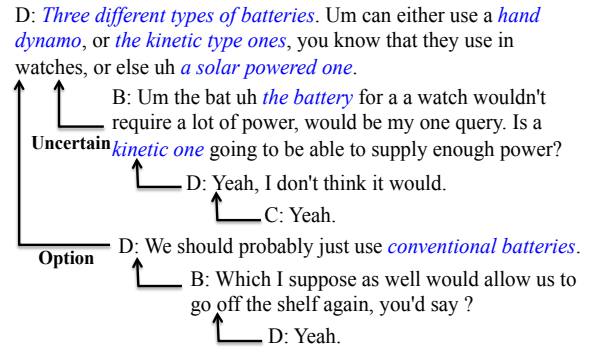 D: Three different types of batteries. Um can either use a hand
dynamo, or the kinetic type ones, you know that they use in
watches, or else uh a solar powered one.
B: Um the bat uh the battery for a a watch wouldn't
require a lot of power, would be my one query. Is a
Uncertain
kinetic one going to be able to supply enough power?
D: Yeah, I don't think it would.
C: Yeah.
D: We should probably just use conventional batteries.
Option
B: Which I suppose as well would allow us to
go off the shelf again, you'd say ?
D: Yeah.